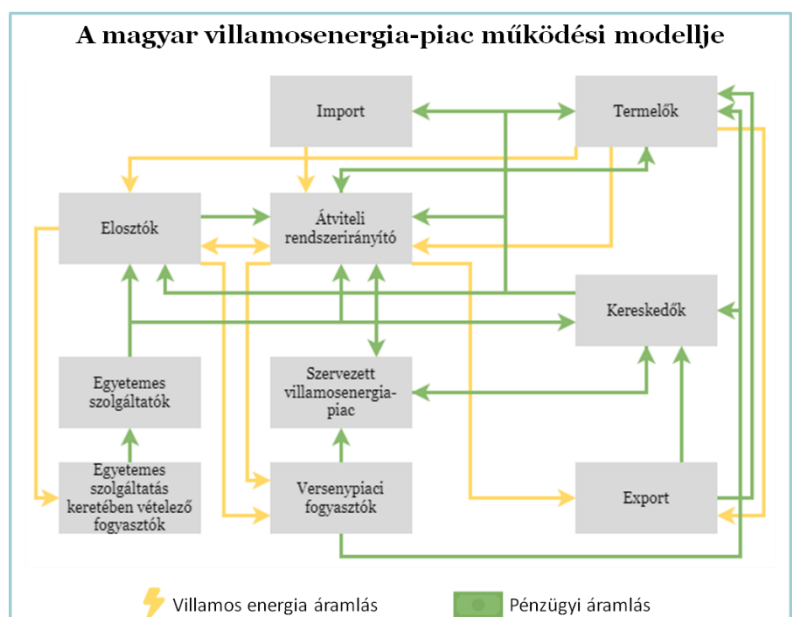 A magyar villamosenergia-piac működési modellje
Import
Termelők
Elosztók
Átviteli
rendszerirányító
Kereskedők
Egyetemes
szolgáltatók
Szervezett
villamosenergia-
piac
Egyetemes
szolgáltatás
keretében vételező
fogyasztók
Versenypiaci
fogyasztók
Export
Villamos energia áramlás
Pénzügyi áramlás